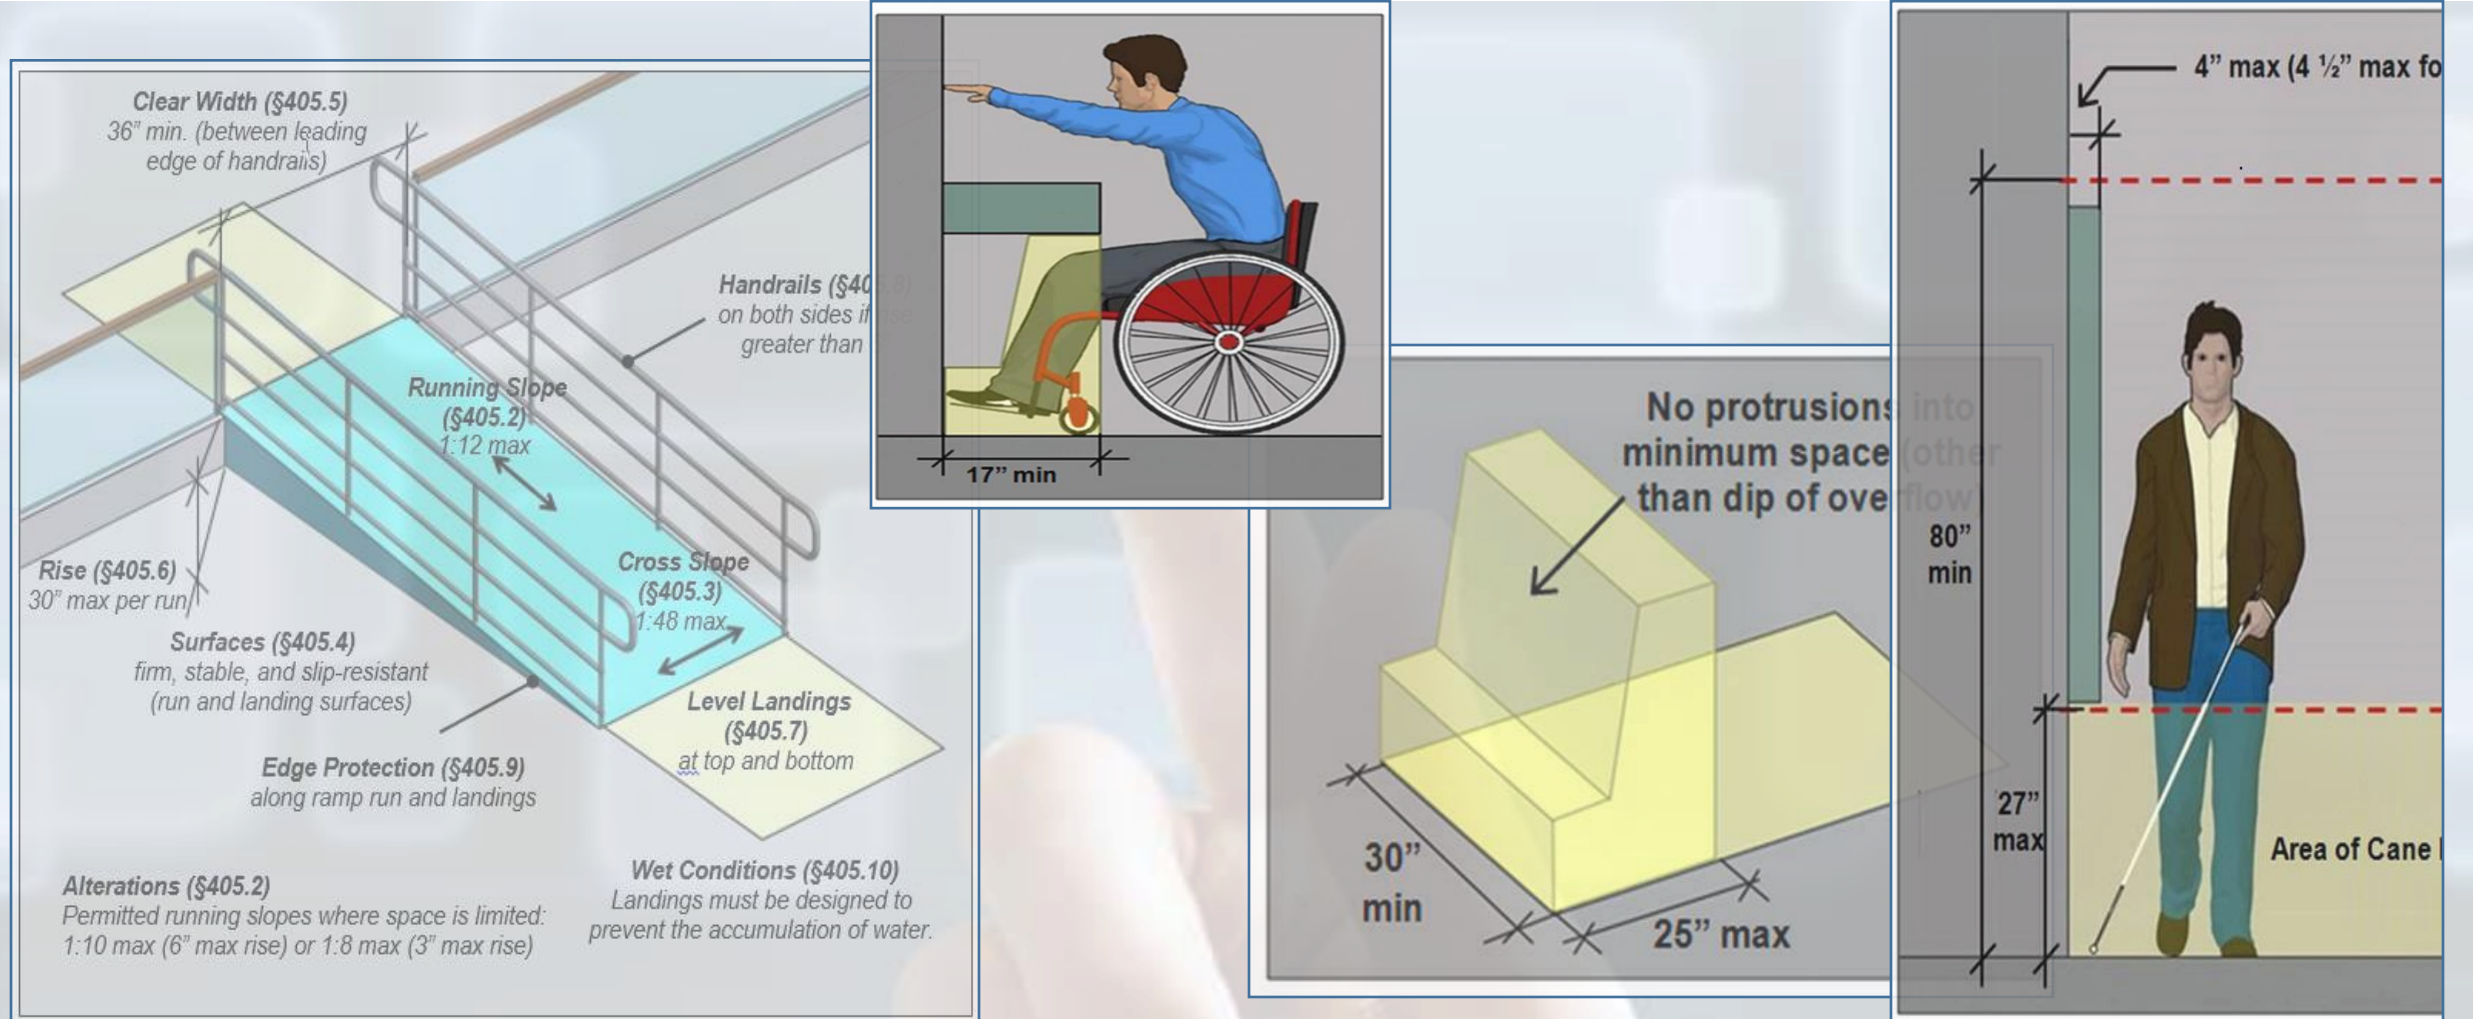 Clear Width (§405.5)
36” min. (between leading
edge of handrails)
Handrails (§405.8)
on both sides if rise
greater than
Running Slope
(§405.2)
1:12 max
Cross Slope
(§405.3)
1:48 max
Rise (§405.6)
30” max per run
Surfaces (§405.4)
firm, stable, and slip-resistant
(run and landing surfaces)
Level Landings
(§405.7)
at top and bottom
Edge Protection (§405.9)
along ramp run and landings
Alterations (§405.2)
Permitted running slopes where space is limited:
1:10 max (6” max rise) or 1:8 max (3” max rise)
Wet Conditions (§405.10)
Landings must be designed to
prevent the accumulation of water.
17” min
No protrusions into
minimum space (other
than dip of overflow)
30”
min
25” max
4” max (4 ½” max fo
80”
min
27”
max
Area of Cane